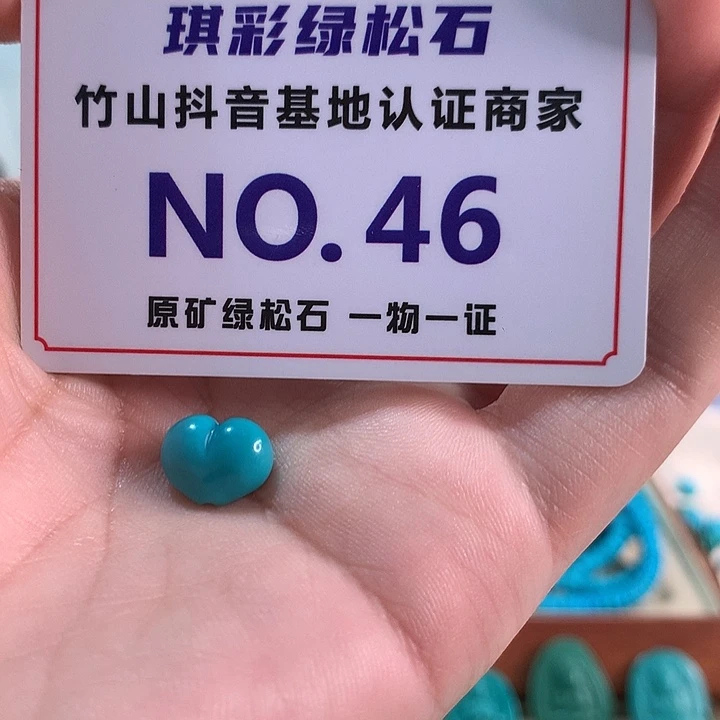 琪彩绿松石
竹山抖音基地认证商家
NO.46
原矿绿松石 一物一证